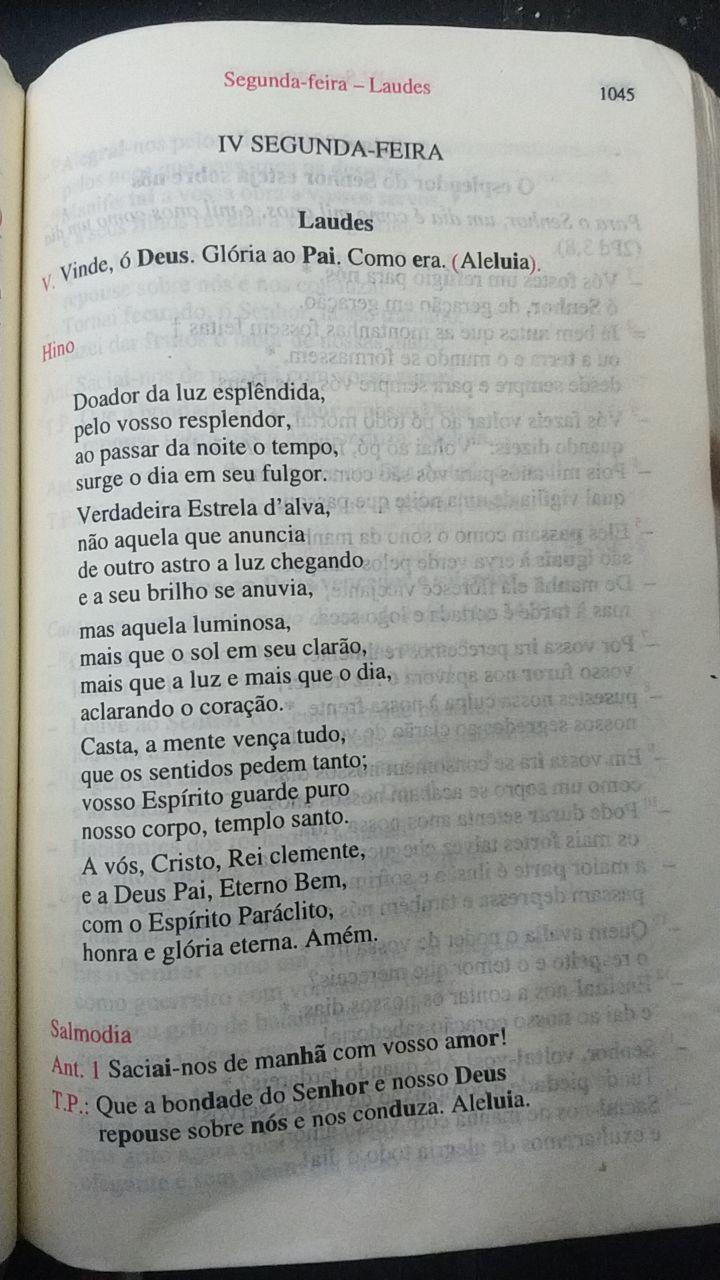 Segunda-feira – Laudes
1045
IV SEGUNDA-FEIRA
Laudes
V. Vinde, ó Deus. Glória ao Pai. Como era. (Aleluia).
Hino
Doador da luz esplêndida,
pelo vosso resplendor,
ao passar da noite o tempo,
surge o dia em seu fulgor.
Verdadeira Estrela d'alva,
não aquela que anuncia
de outro astro a luz chegando
e a seu brilho se anuvia,
mas aquela luminosa,
mais que o sol em seu clarão,
mais que a luz e mais que o dia,
aclarando o coração.
Casta, a mente vença tudo,
que os sentidos pedem tanto;
vosso Espírito guarde puro
nosso corpo, templo santo.
A vós, Cristo, Rei clemente,
e a Deus Pai, Eterno Bem,
com o Espírito Paráclito,
honra e glória eterna. Amém.
Salmodia
Ant. 1 Saciai-nos de manhã com vosso amor!
T.P.: Que a bondade do Senhor e nosso Deus
repouse sobre nós e nos conduza. Aleluia.